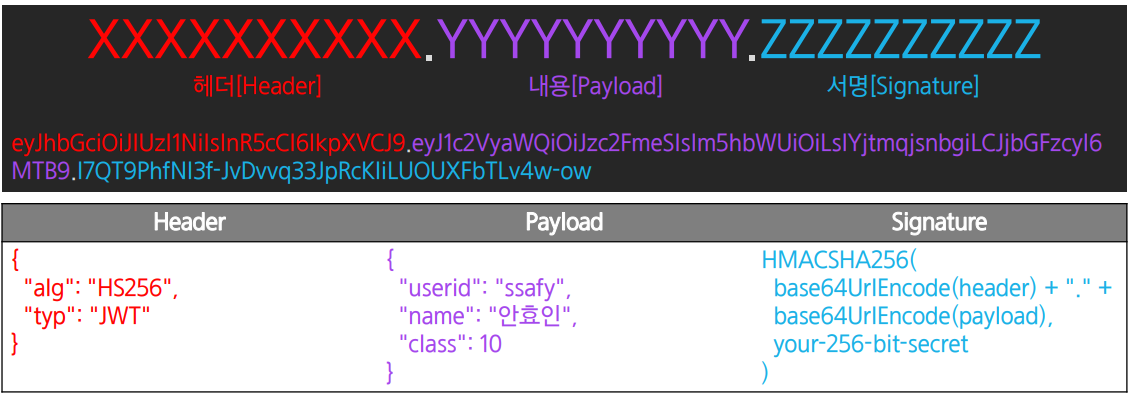 XXXXXXXXXX.YYYYYYYYYY.ZZZZZZZZZZ
헤더[Header] 내용[Payload] 서명[Signature]
eyJhbGciOiJIUzI1NiIsInR5cCI6IkpXVCJ9.eyJ1c2VyaWQiOiJzc2FmeSIsIm5hbWUiOiLslYjtmqjsnbgiLCJjbGFzcyI6
MTB9.I7QT9PhfNI3f-JvDvvq33JpRcKIiLUOUXFbTLv4w-ow
Header Payload Signature
{ { HMACSHA256(
"alg": "HS256", "userid": "ssafy", base64UrlEncode(header) + "." +
"typ": "JWT" "name": "안효인", base64UrlEncode(payload),
} "class": 10 your-256-bit-secret
} )